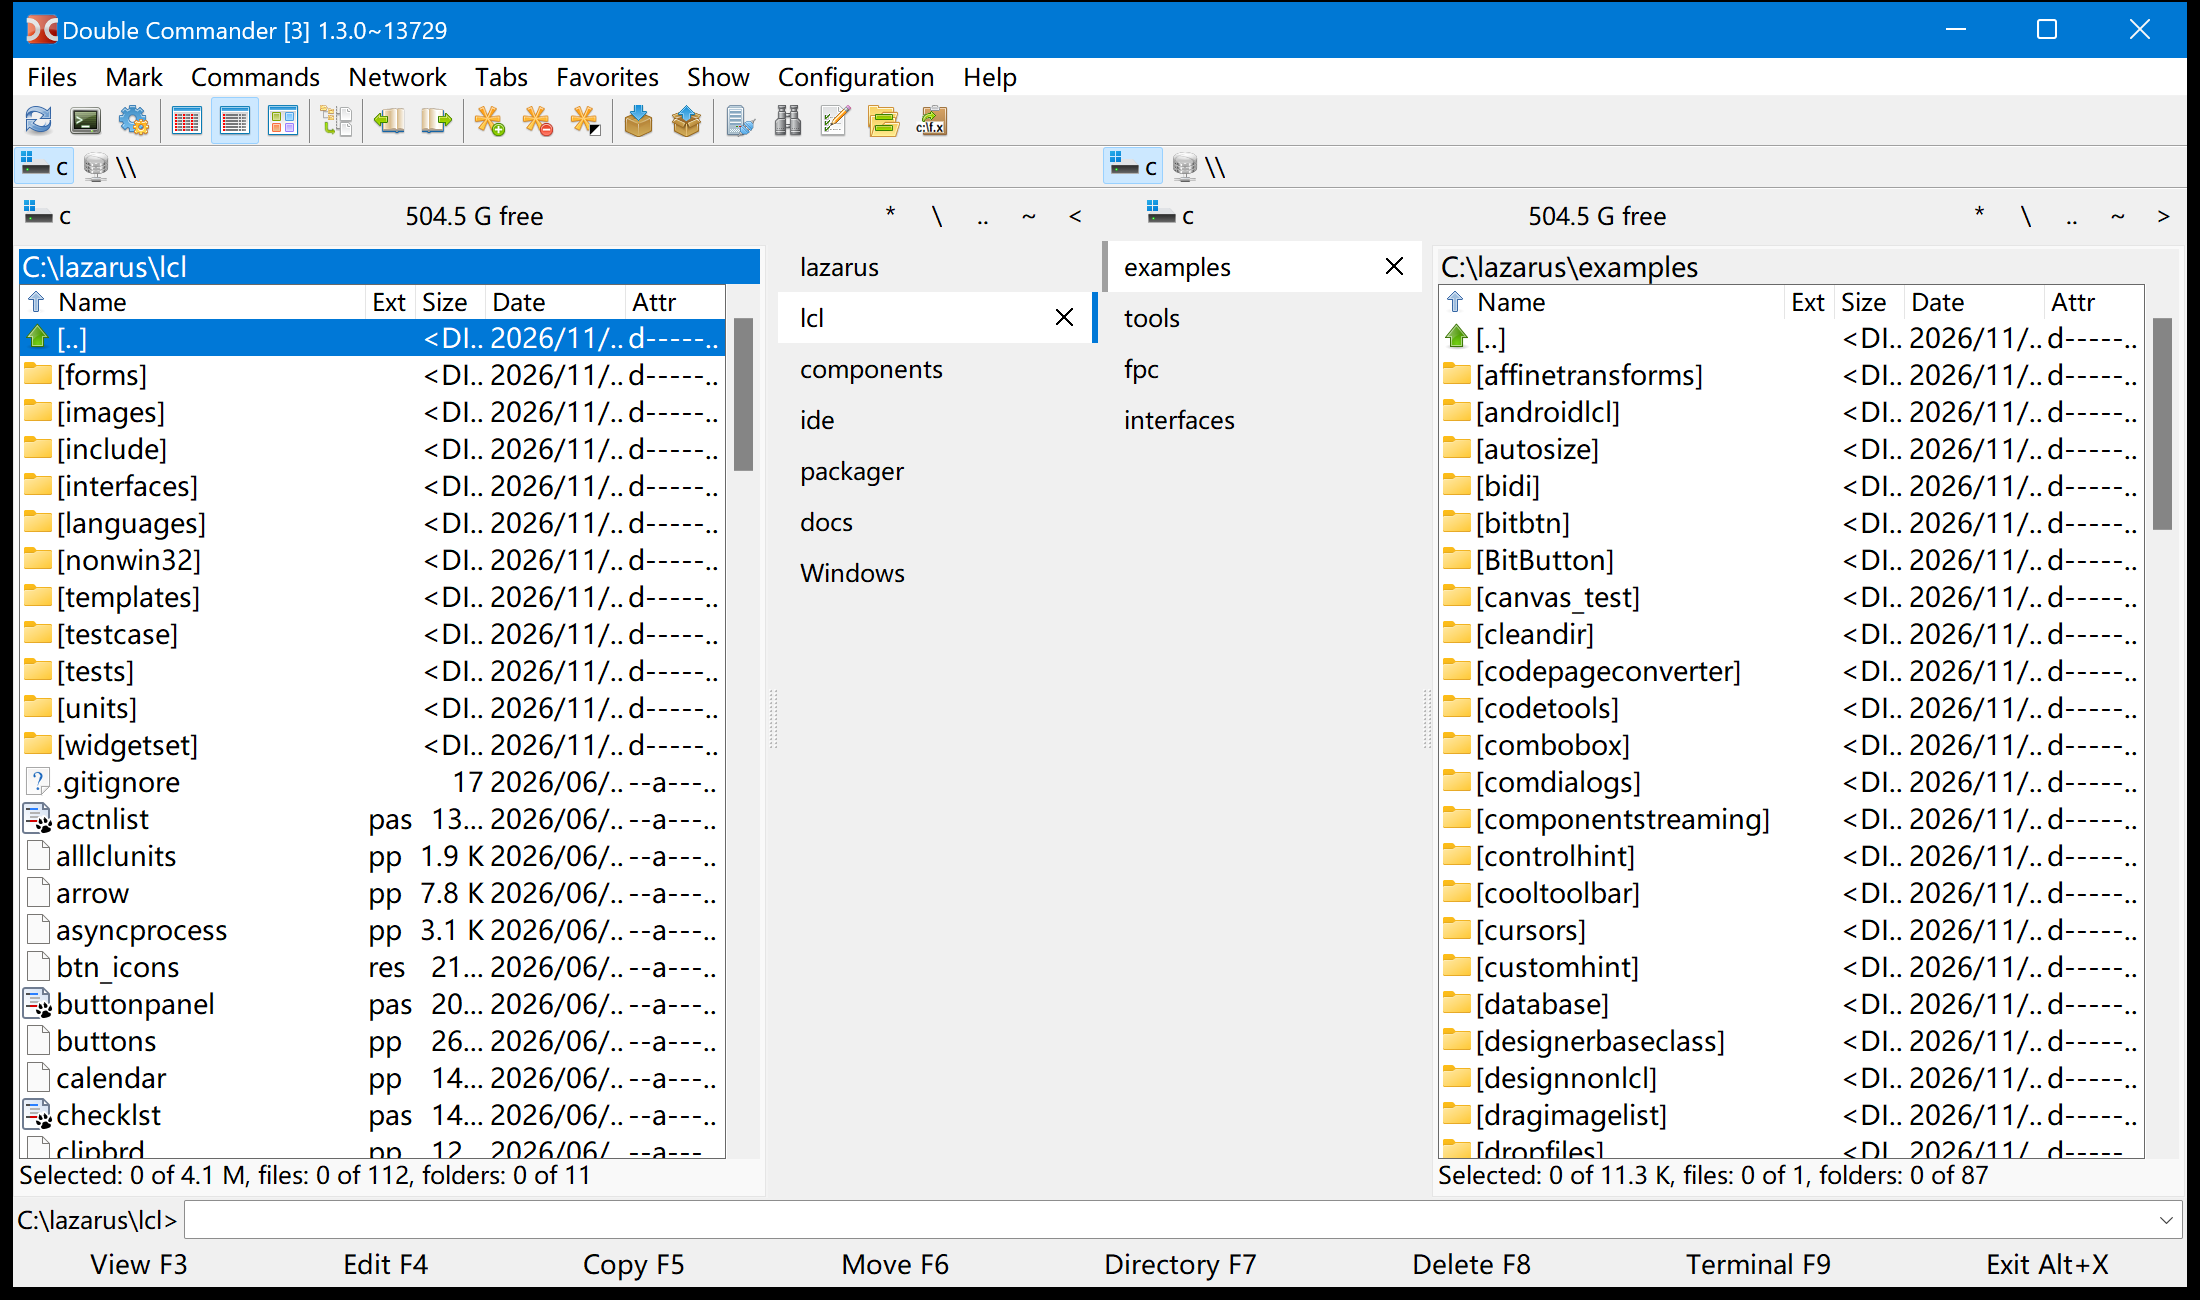 Double Commander [3] 1.3.0~13729
Files Mark Commands Network Tabs Favorites Show Configuration Help
c:\f.x
c \\ c \\
c 504.5 G free * \ .. ~ < c 504.5 G free * \ .. ~ >
C:\lazarus\lcl
Name Ext Size Date Attr
[..] <DI.. 2026/11/.. d-----..
[forms] <DI.. 2026/11/.. d-----..
[images] <DI.. 2026/11/.. d-----..
[include] <DI.. 2026/11/.. d-----..
[interfaces] <DI.. 2026/11/.. d-----..
[languages] <DI.. 2026/11/.. d-----..
[nonwin32] <DI.. 2026/11/.. d-----..
[templates] <DI.. 2026/11/.. d-----..
[testcase] <DI.. 2026/11/.. d-----..
[tests] <DI.. 2026/11/.. d-----..
[units] <DI.. 2026/11/.. d-----..
[widgetset] <DI.. 2026/11/.. d-----..
.gitignore 17 2026/06/.. --a---..
actnlist pas 13... 2026/06/.. --a---..
alllclunits pp 1.9 K 2026/06/.. --a---..
arrow pp 7.8 K 2026/06/.. --a---..
asyncprocess pp 3.1 K 2026/06/.. --a---..
btn_icons res 21... 2026/06/.. --a---..
buttonpanel pas 20... 2026/06/.. --a---..
buttons pp 26... 2026/06/.. --a---..
calendar pp 14... 2026/06/.. --a---..
checklst pas 14... 2026/06/.. --a---..
clipbrd pp 12... 2026/06/.. --a---..
Selected: 0 of 4.1 M, files: 0 of 112, folders: 0 of 11
lazarus
lcl
components
ide
packager
docs
Windows
examples
tools
fpc
interfaces
C:\lazarus\examples
Name Ext Size Date Attr
[..] <DI.. 2026/11/.. d-----..
[affinetransforms] <DI.. 2026/11/.. d-----..
[androidlcl] <DI.. 2026/11/.. d-----..
[autosize] <DI.. 2026/11/.. d-----..
[bidi] <DI.. 2026/11/.. d-----..
[bitbtn] <DI.. 2026/11/.. d-----..
[BitButton] <DI.. 2026/11/.. d-----..
[canvas_test] <DI.. 2026/11/.. d-----..
[cleandir] <DI.. 2026/11/.. d-----..
[codepageconverter] <DI.. 2026/11/.. d-----..
[codetools] <DI.. 2026/11/.. d-----..
[combobox] <DI.. 2026/11/.. d-----..
[comdialogs] <DI.. 2026/11/.. d-----..
[componentstreaming] <DI.. 2026/11/.. d-----..
[controlhint] <DI.. 2026/11/.. d-----..
[cooltoolbar] <DI.. 2026/11/.. d-----..
[cursors] <DI.. 2026/11/.. d-----..
[customhint] <DI.. 2026/11/.. d-----..
[database] <DI.. 2026/11/.. d-----..
[designerbaseclass] <DI.. 2026/11/.. d-----..
[designnonlcl] <DI.. 2026/11/.. d-----..
[dragimagelist] <DI.. 2026/11/.. d-----..
[dropfiles] <DI.. 2026/11/.. d-----..
Selected: 0 of 11.3 K, files: 0 of 1, folders: 0 of 87
C:\lazarus\lcl>
View F3 Edit F4 Copy F5 Move F6 Directory F7 Delete F8 Terminal F9 Exit Alt+X